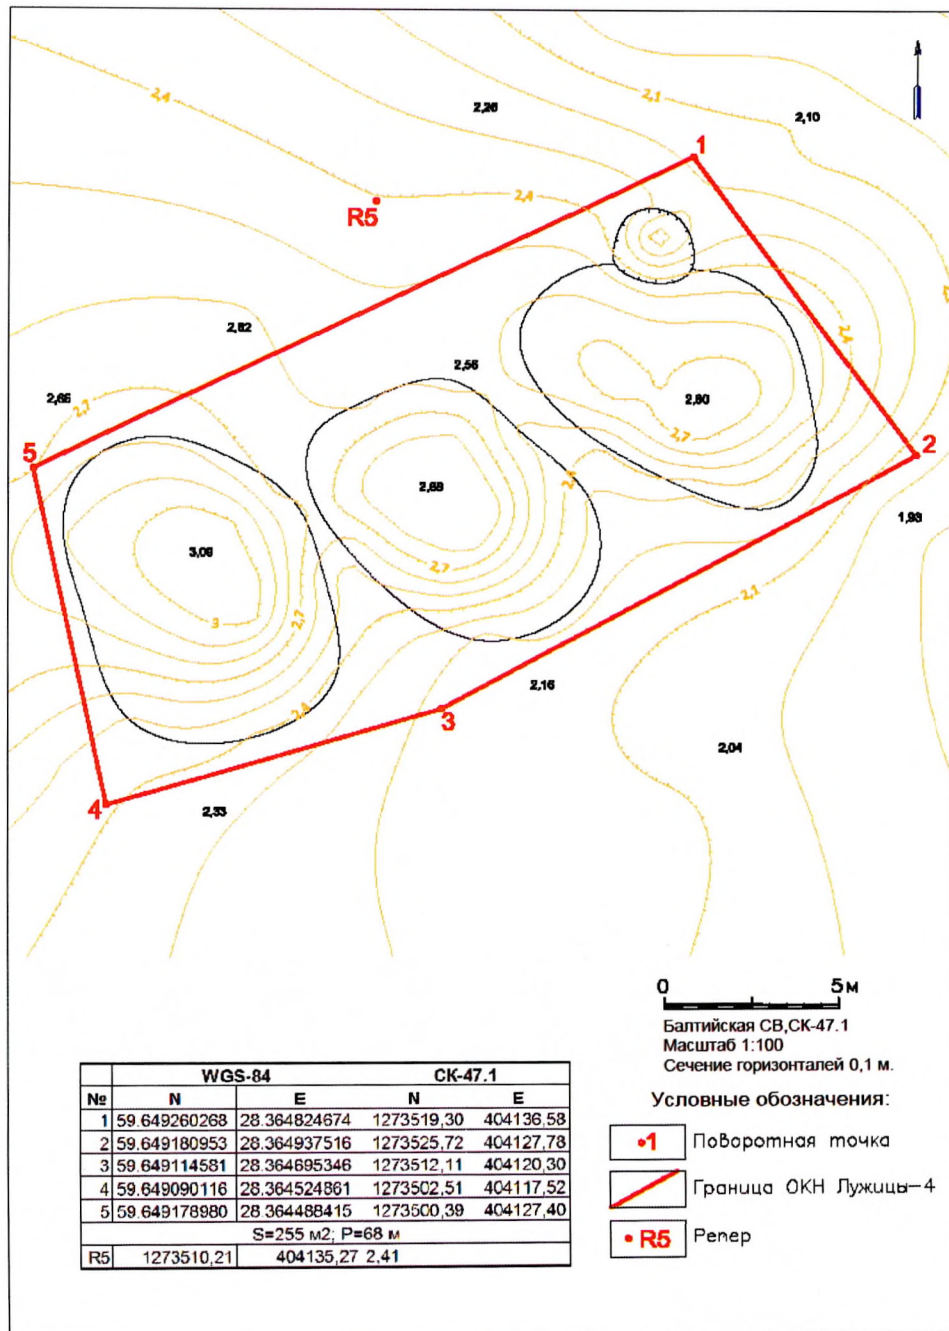 2,4
2,1
2,26
2,10
1
R5
2,4
2,62
2,4
2,56
2,65
2,7
2,80
2,7
5
2
2,68
1,93
3,09
2,7
2,1
3
2,7
2,16
2,4
3
2,04
4
2,33
0 5м
Балтийская СВ,СК-47.1
Масштаб 1:100
Сечение горизонталей 0,1 м.
WGS-84 СК-47.1
№ N E N E
1 59.649260268 28.364824674 1273519,30 404136,58
2 59.649180953 28.364937516 1273525,72 404127,78
3 59.649114581 28.364695346 1273512,11 404120,30
4 59.649090116 28.364524861 1273502,51 404117,52
5 59.649178980 28.364488415 1273500,39 404127,40
S=255 м2; P=68 м
R5 1273510,21 404135,27 2,41
Условные обозначения:
1 Поворотная точка
Граница ОКН Лужицы-4
R5 Репер